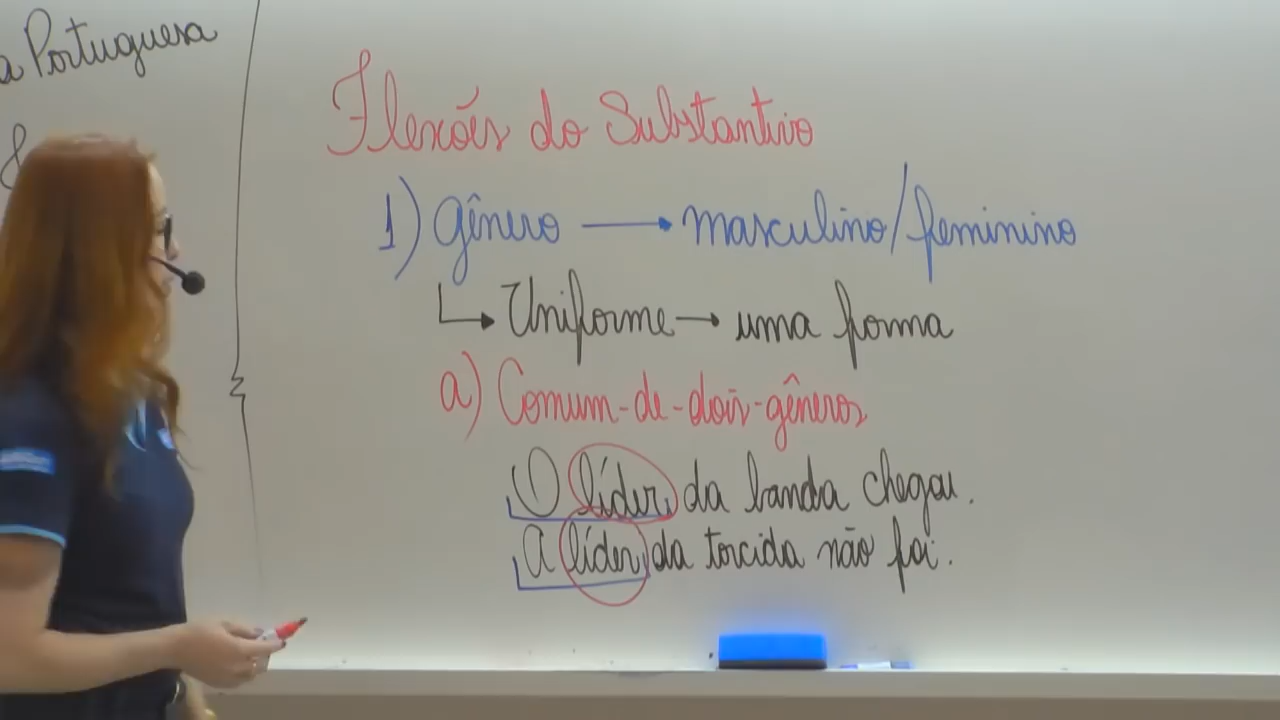 a Portuguesa
Flexões do Substantivo
1) Gênero → masculino/feminino
↳ Uniforme → uma forma
a) Comum-de-dois-gêneros
O líder da banda chegou.
A líder da torcida não foi.